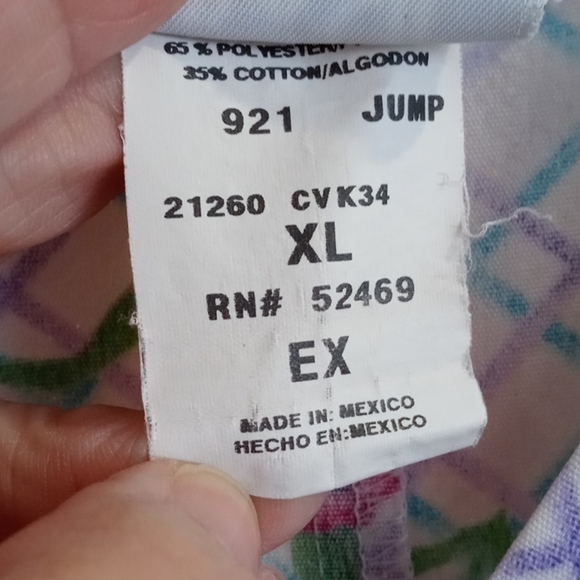 65 % POLYESTER/P
35% COTTON/ALGODON
921 JUMP
21260 CVK34
XL
RN# 52469
EX
MADE IN: MEXICO
HECHO EN:MEXICO